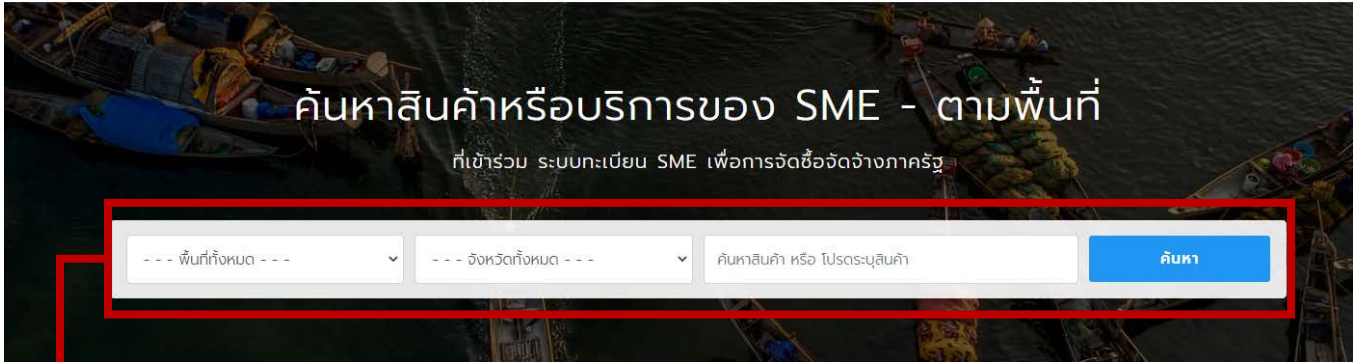 ค้นหาสินค้าหรือบริการของ SME - ตามพื้นที่
ที่เข้าร่วม ระบบทะเบียน SME เพื่อการจัดซื้อจัดจ้างภาครัฐ
- - - พื้นที่ทั้งหมด - - -
- - - จังหวัดทั้งหมด - - -
ค้นหาสินค้า หรือ โปรดระบุสินค้า
ค้นหา